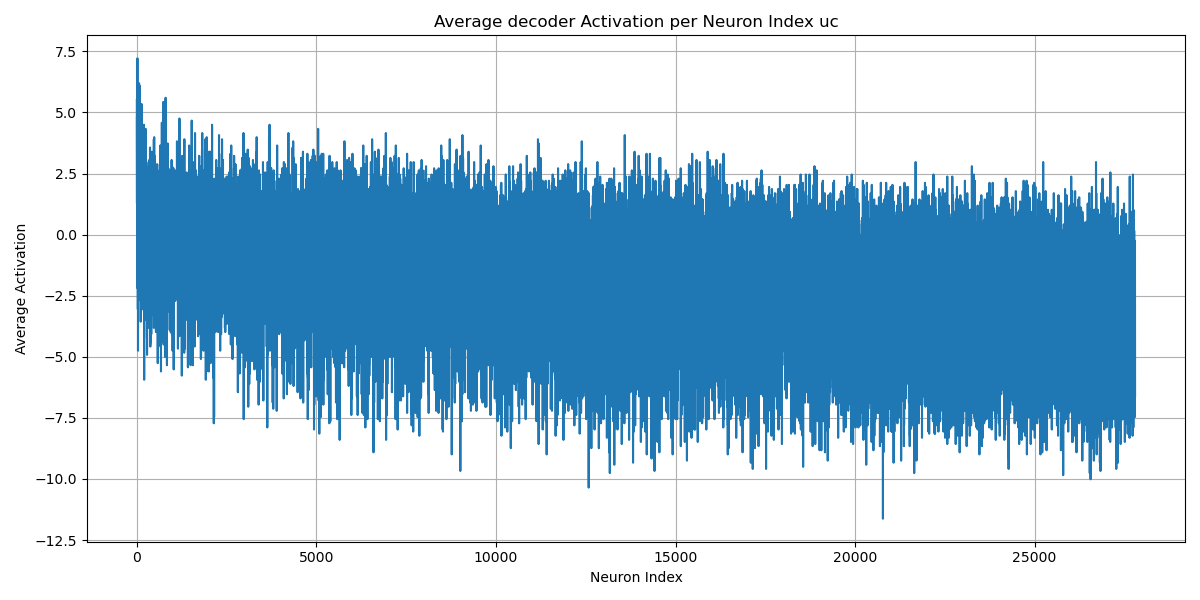 Average decoder Activation per Neuron Index uc
7.5
5.0
2.5
0.0
−2.5
−5.0
−7.5
−10.0
−12.5
Average Activation
0 5000 10000 15000 20000 25000
Neuron Index